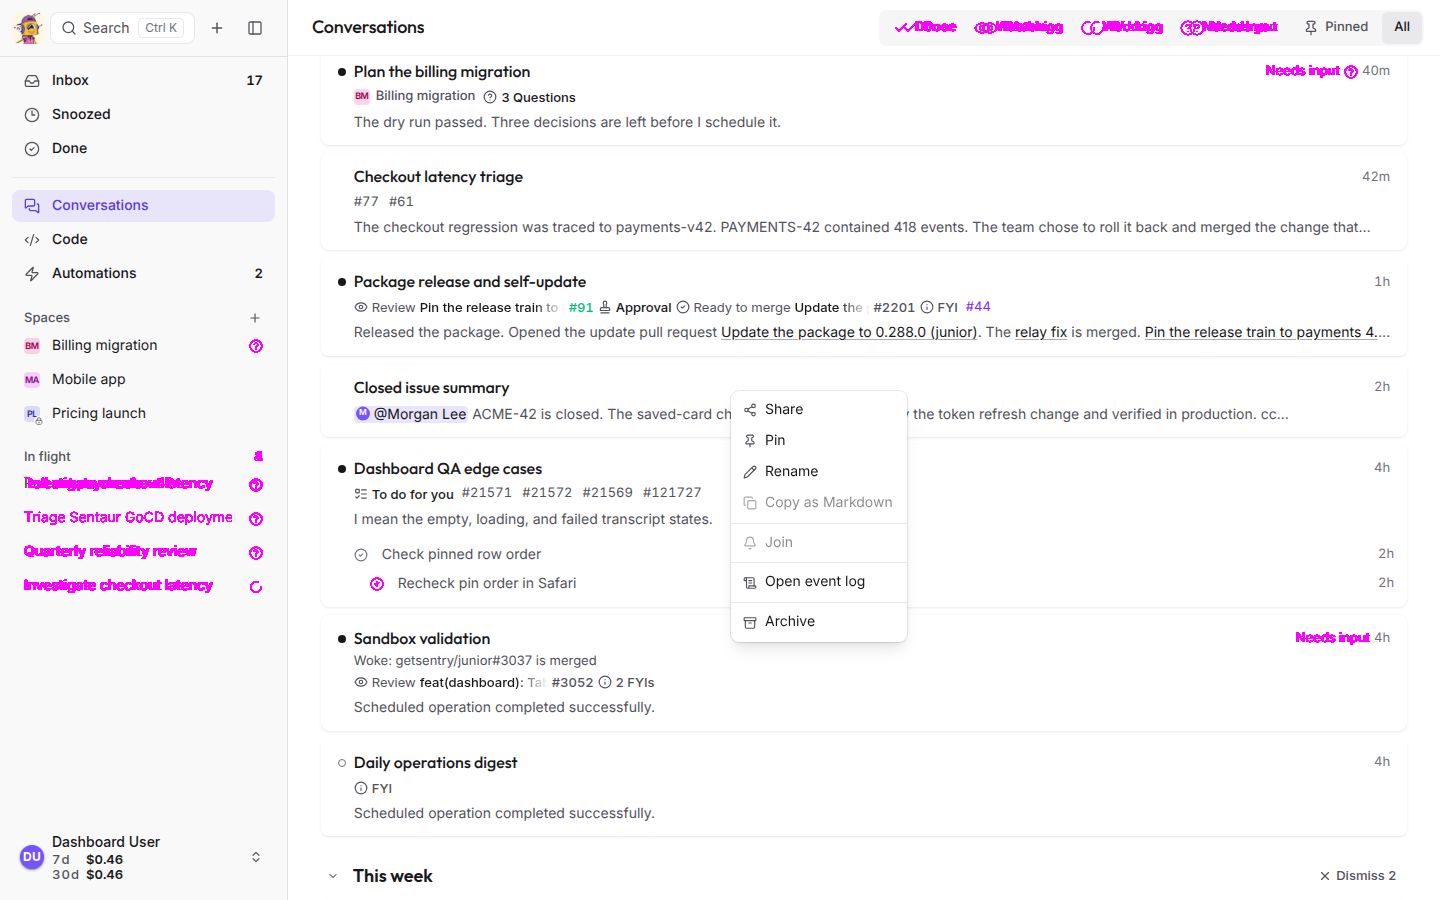 Search Ctrl K
Inbox 17
Snoozed
Done
Conversations
Code
Automations 2
Spaces
BM Billing migration
MA Mobile app
PL Pricing launch
In flight
Triage Sentaur GoCD deployme
Quarterly reliability review
Investigate checkout latency
DU Dashboard User
7d $0.46
30d $0.46
Conversations
Pinned All
Plan the billing migration Needs input 40m
BM Billing migration 3 Questions
The dry run passed. Three decisions are left before I schedule it.
Checkout latency triage 42m
#77 #61
The checkout regression was traced to payments-v42. PAYMENTS-42 contained 418 events. The team chose to roll it back and merged the change that...
Package release and self-update 1h
Review Pin the release train to #91 Approval Ready to merge Update the #2201 FYI #44
Released the package. Opened the update pull request Update the package to 0.288.0 (junior). The relay fix is merged. Pin the release train to payments 4....
Closed issue summary 2h
M @Morgan Lee ACME-42 is closed. The saved-card ch y the token refresh change and verified in production. cc...
Share
Pin
Rename
Copy as Markdown
Join
Open event log
Archive
Dashboard QA edge cases 4h
To do for you #21571 #21572 #21569 #121727
I mean the empty, loading, and failed transcript states.
Check pinned row order 2h
Recheck pin order in Safari 2h
Sandbox validation Needs input 4h
Woke: getsentry/junior#3037 is merged
Review feat(dashboard): Tal #3052 2 FYIs
Scheduled operation completed successfully.
Daily operations digest 4h
FYI
Scheduled operation completed successfully.
This week Dismiss 2